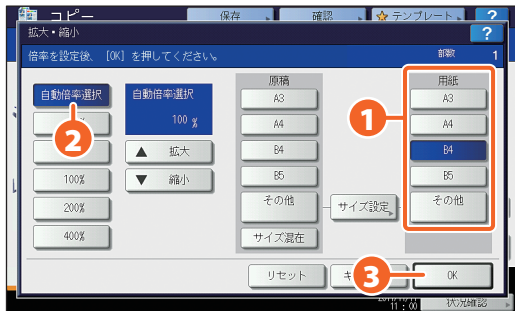 コピー
保存
確認
テンプレート
?
拡大・縮小
?
倍率を設定後、[OK] を押してください。
部数 1
原稿
用紙
自動倍率選択
自動倍率選択
A3
A3
100 %
1
A4
A4
2
拡大
B4
B4
100%
縮小
B5
B5
200%
その他
サイズ設定
その他
400%
サイズ混在
リセット
キ
3
OK
11:00
状況確認